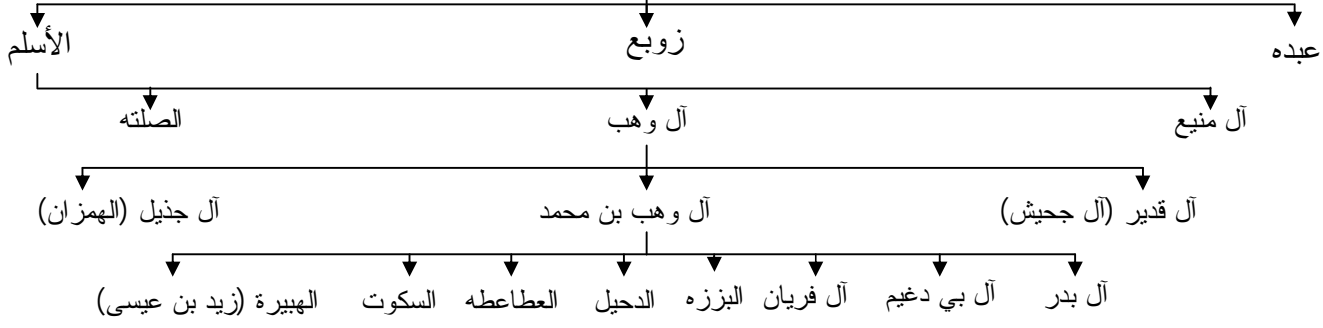 عبده زوبع الأسلم
آل منيع آل وهب الصلته
آل قدير (آل جحيش) آل وهب بن محمد آل جذيل (الهمزان)
آل بدر آل بي دغيم آل فريان البززه الدحيل العطاعطه السكوت الهبيرة (زيد بن عيسى)